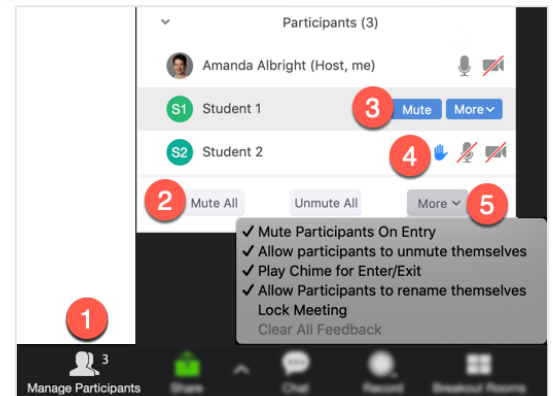 Participants (3)
Amanda Albright (Host, me)
S1 Student 1 3 Mute More
S2 Student 2 4
2 Mute All Unmute All More 5
✓ Mute Participants On Entry
✓ Allow participants to unmute themselves
✓ Play Chime for Enter/Exit
✓ Allow Participants to rename themselves
Lock Meeting
Clear All Feedback
1
3
Manage Participants Share Chat Record Breakout Rooms